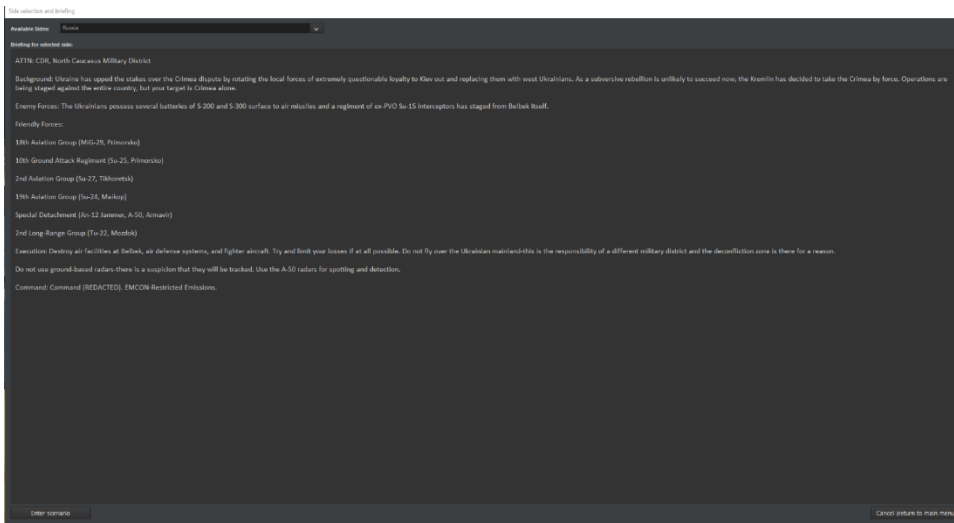 Side selection and Briefing
Available Sides: Russia
Briefing for selected side:
ATTN: CDR, North Caucasus Military District
Background: Ukraine has upped the stakes over the Crimea dispute by rotating the local forces of extremely questionable loyalty to Kiev out and replacing them with west Ukrainians. As a subversive rebellion is unlikely to succeed now, the Kremlin has decided to take the Crimea by force. Operations are
being staged against the entire country, but your target is Crimea alone.
Enemy Forces: The Ukrainians possess several batteries of S-200 and S-300 surface to air missiles and a regiment of ex-PVO Su-15 interceptors has staged from Belbek itself.
Friendly Forces:
18th Aviation Group (MiG-29, Primorsko)
10th Ground Attack Regiment (Su-25, Primorsko)
2nd Aviation Group (Su-27, Tikhoretsk)
19th Aviation Group (Su-24, Maikop)
Special Detachment (An-12 Jammer, A-50, Armavir)
2nd Long-Range Group (Tu-22, Mozdok)
Execution: Destroy air facilities at Belbek, air defense systems, and fighter aircraft. Try and limit your losses if at all possible. Do not fly over the Ukrainian mainland-this is the responsibility of a different military district and the deconfliction zone is there for a reason.
Do not use ground-based radars-there is a suspicion that they will be tracked. Use the A-50 radars for spotting and detection.
Command: Command (REDACTED). EMCON-Restricted Emissions.
Enter scenario
Cancel (return to main menu